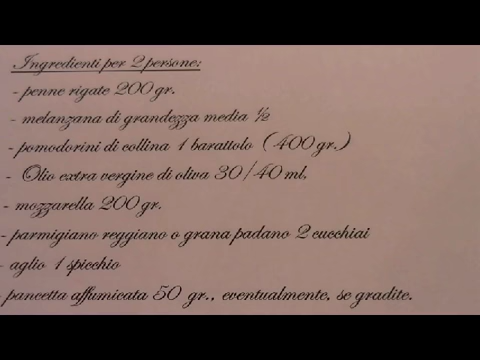 Ingredienti per 2 persone:
- penne rigate 200 gr.
- melanzana di grandezza media ½
- pomodorini di collina 1 barattolo (400 gr.)
- Olio extra vergine di oliva 30/40 ml,
- mozzarella 200 gr.
- parmigiano reggiano o grana padano 2 cucchiai
- aglio 1 spicchio
- pancetta affumicata 50 gr., eventualmente, se gradite.